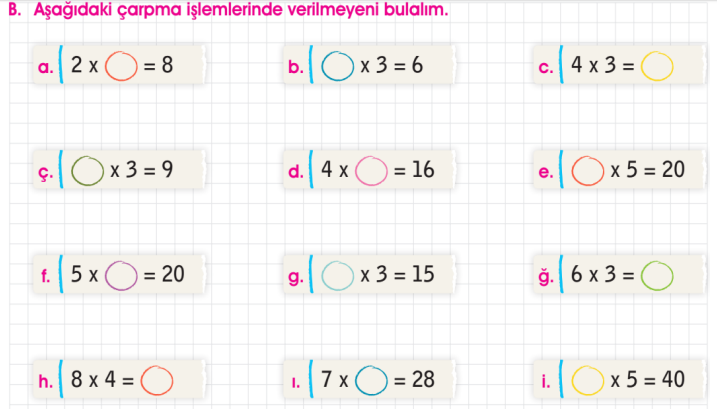 B. Aşağıdaki çarpma işlemlerinde verilmeyeni bulalım.
a. 2 x ◯ = 8
b. ◯ x 3 = 6
c. 4 x 3 = ◯
ç. ◯ x 3 = 9
d. 4 x ◯ = 16
e. ◯ x 5 = 20
f. 5 x ◯ = 20
g. ◯ x 3 = 15
ğ. 6 x 3 = ◯
h. 8 x 4 = ◯
ı. 7 x ◯ = 28
i. ◯ x 5 = 40